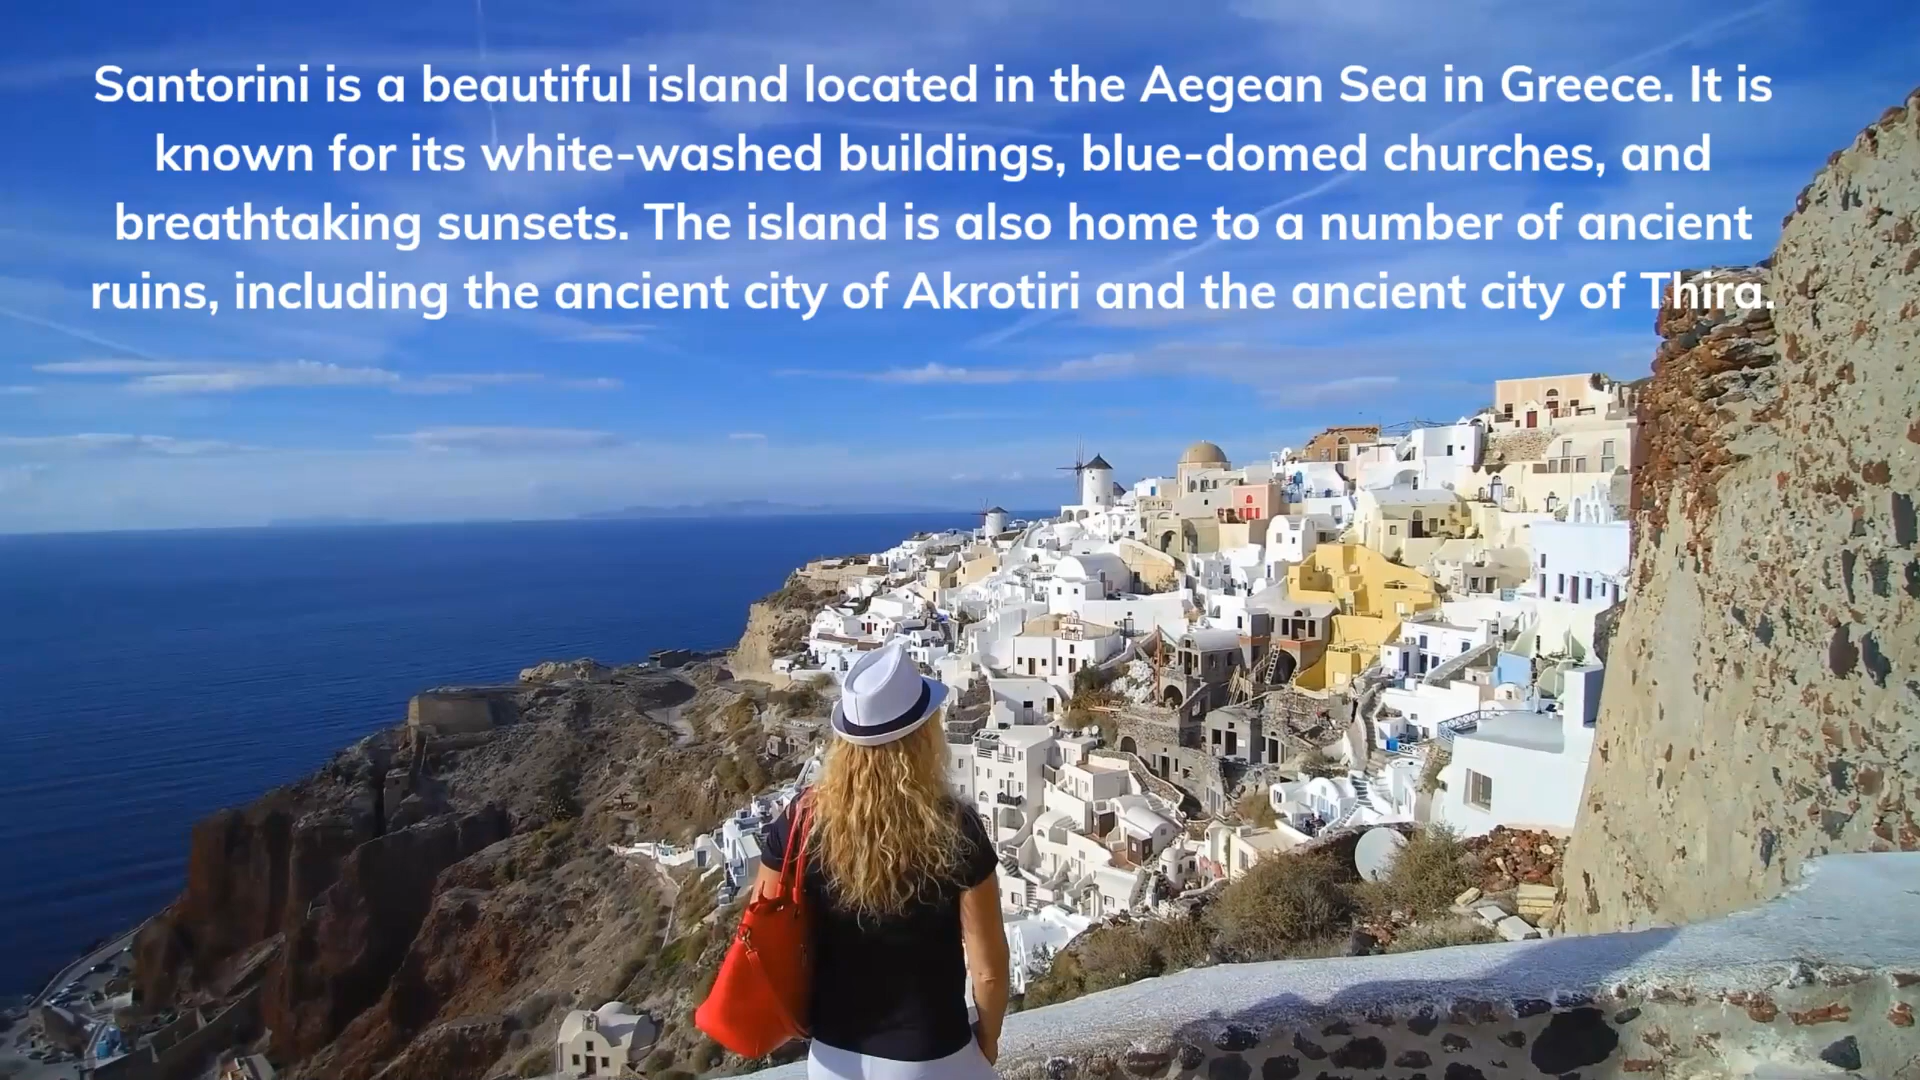 Santorini is a beautiful island located in the Aegean Sea in Greece. It is
known for its white-washed buildings, blue-domed churches, and
breathtaking sunsets. The island is also home to a number of ancient
ruins, including the ancient city of Akrotiri and the ancient city of Thira.